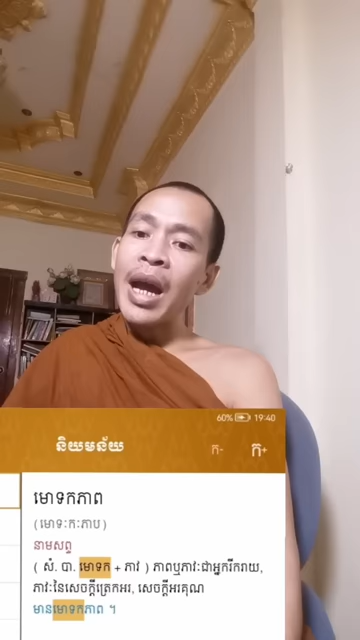 60% 19:40
និយមន័យ ក- ក+
មោទកភាព
(មោទៈកៈភាប)
នាមសព្ទ
( សំ. បា. មោទក + ភាវ ) ភាពឬភាវៈជាអ្នករីករាយ,
ភាវៈនៃសេចក្ដីត្រេកអរ, សេចក្ដីអរគុណ
មានមោទកភាព ។